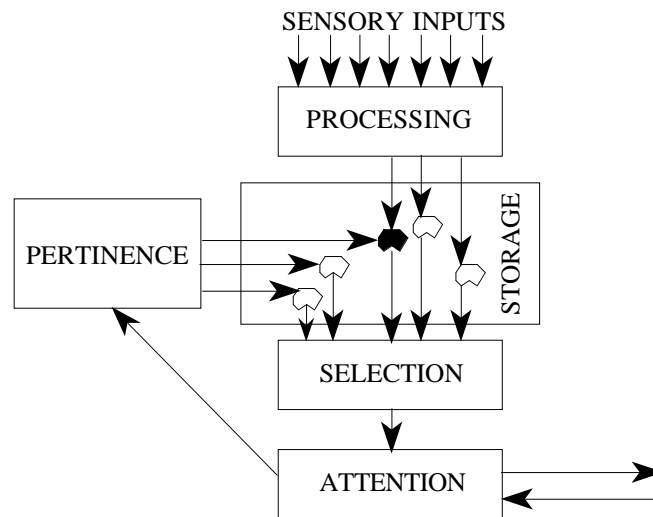 SENSORY INPUTS
PROCESSING
STORAGE
PERTINENCE
SELECTION
ATTENTION